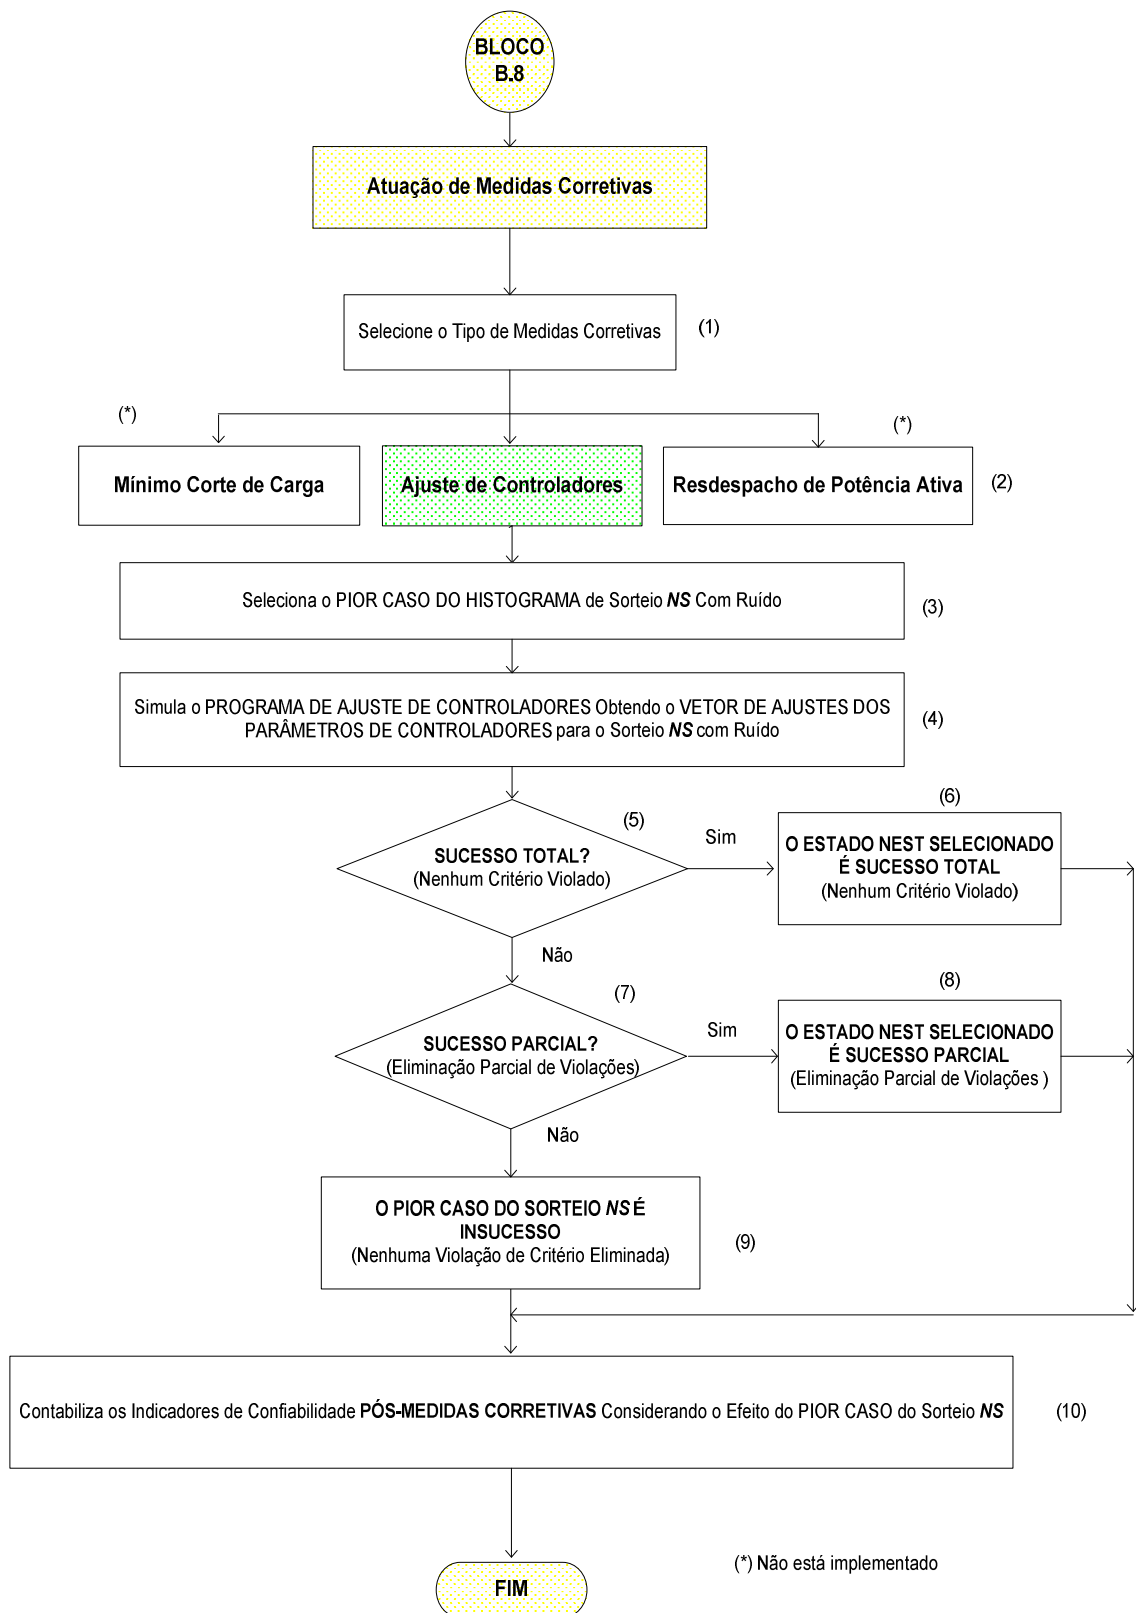 BLOCO
B.8
Atuação de Medidas Corretivas
Selecione o Tipo de Medidas Corretivas
(1)
(*)
(*)
Mínimo Corte de Carga
Ajuste de Controladores
Resdespacho de Potência Ativa
(2)
Seleciona o PIOR CASO DO HISTOGRAMA de Sorteio NS Com Ruído
(3)
Simula o PROGRAMA DE AJUSTE DE CONTROLADORES Obtendo o VETOR DE AJUSTES DOS
PARÂMETROS DE CONTROLADORES para o Sorteio NS com Ruído
(4)
(5)
SUCESSO TOTAL?
(Nenhum Critério Violado)
Sim
(6)
O ESTADO NEST SELECIONADO
É SUCESSO TOTAL
(Nenhum Critério Violado)
Não
(7)
SUCESSO PARCIAL?
(Eliminação Parcial de Violações)
Sim
(8)
O ESTADO NEST SELECIONADO
É SUCESSO PARCIAL
(Eliminação Parcial de Violações )
Não
O PIOR CASO DO SORTEIO NS É
INSUCESSO
(Nenhuma Violação de Critério Eliminada)
(9)
Contabiliza os Indicadores de Confiabilidade PÓS-MEDIDAS CORRETIVAS Considerando o Efeito do PIOR CASO do Sorteio NS
(10)
(*) Não está implementado
FIM